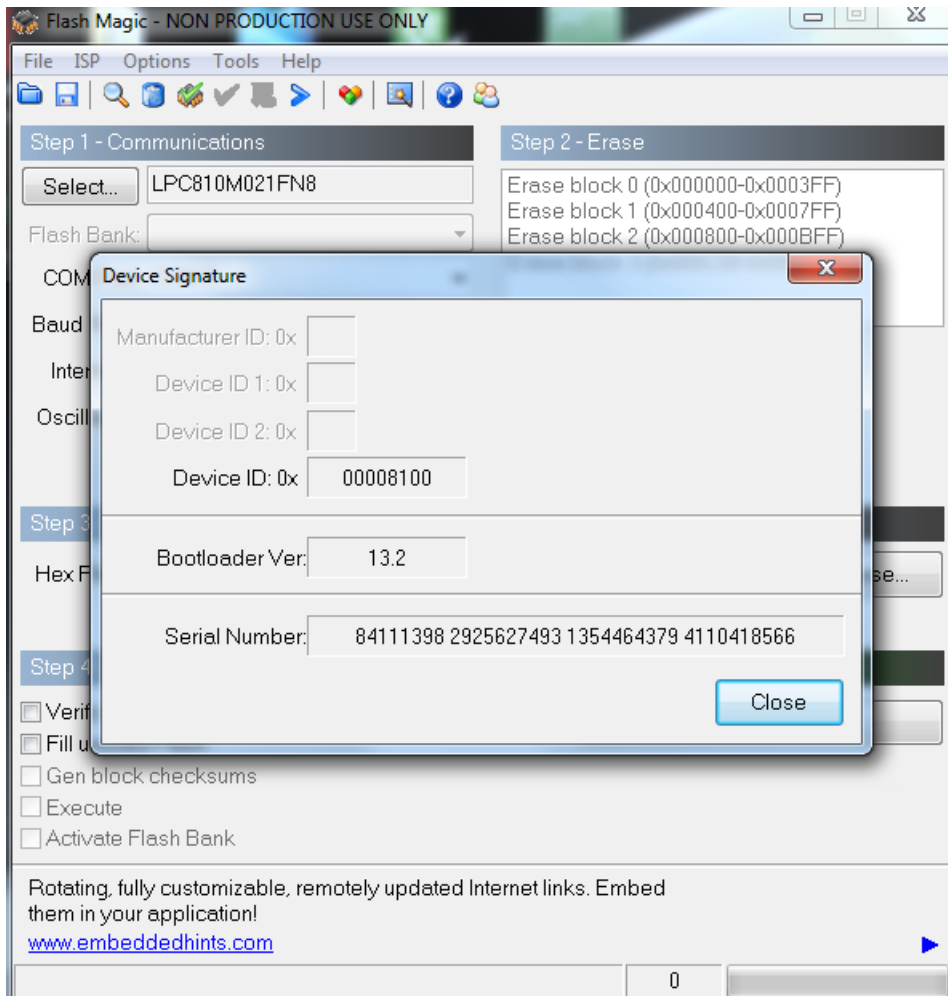 Flash Magic - NON PRODUCTION USE ONLY
File ISP Options Tools Help
Step 1 - Communications
Step 2 - Erase
Select... LPC810M021FN8
Erase block 0 (0x000000-0x0003FF)
Erase block 1 (0x000400-0x0007FF)
Flash Bank:
Erase block 2 (0x000800-0x000BFF)
COM
Device Signature
Baud
Manufacturer ID: 0x
Inter
Device ID 1: 0x
Oscill
Device ID 2: 0x
Device ID: 0x 00008100
Step 3
Bootloader Ver: 13.2
Hex F
se...
Serial Number: 84111398 2925627493 1354464379 4110418566
Step 4
Close
Verif
Fill u
Gen block checksums
Execute
Activate Flash Bank
Rotating, fully customizable, remotely updated Internet links. Embed
them in your application!
www.embeddedhints.com
0